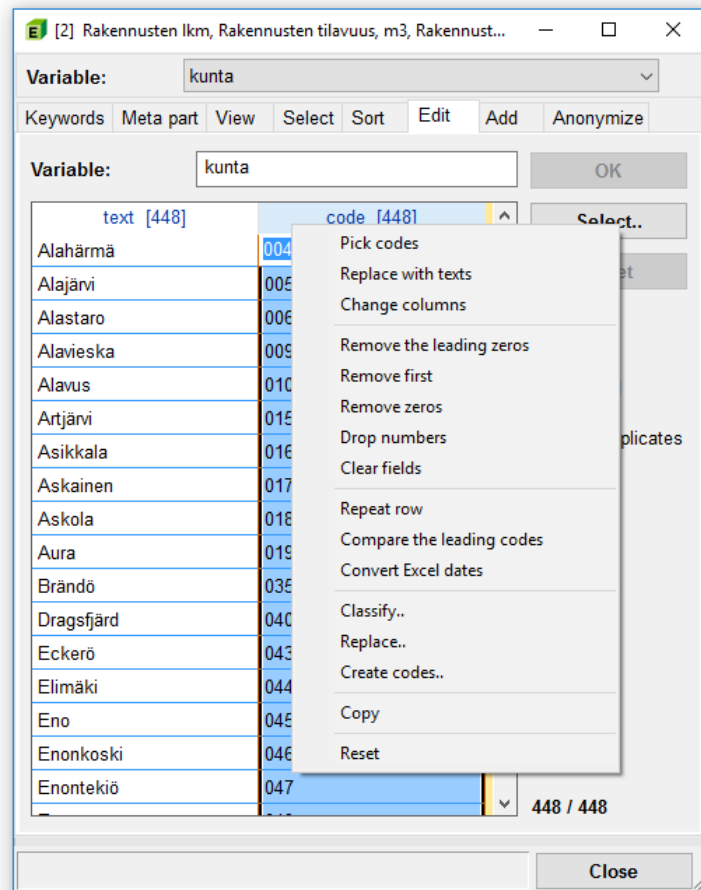 [2] Rakennusten lkm, Rakennusten tilavuus, m3, Rakennust...
Variable: kunta
Keywords Meta part View Select Sort Edit Add Anonymize
Variable: kunta OK
text [448] code [448] Select..
Alahärmä 004
Alajärvi 005
Alastaro 006
Alavieska 009
Alavus 010
Artjärvi 015
Asikkala 016
Askainen 017
Askola 018
Aura 019
Brändö 035
Dragsfjärd 040
Eckerö 043
Elimäki 044
Eno 045
Enonkoski 046
Enontekiö 047
Pick codes
Replace with texts
Change columns
Remove the leading zeros
Remove first
Remove zeros
Drop numbers
Clear fields
Repeat row
Compare the leading codes
Convert Excel dates
Classify..
Replace..
Create codes..
Copy
Reset
448 / 448
Close